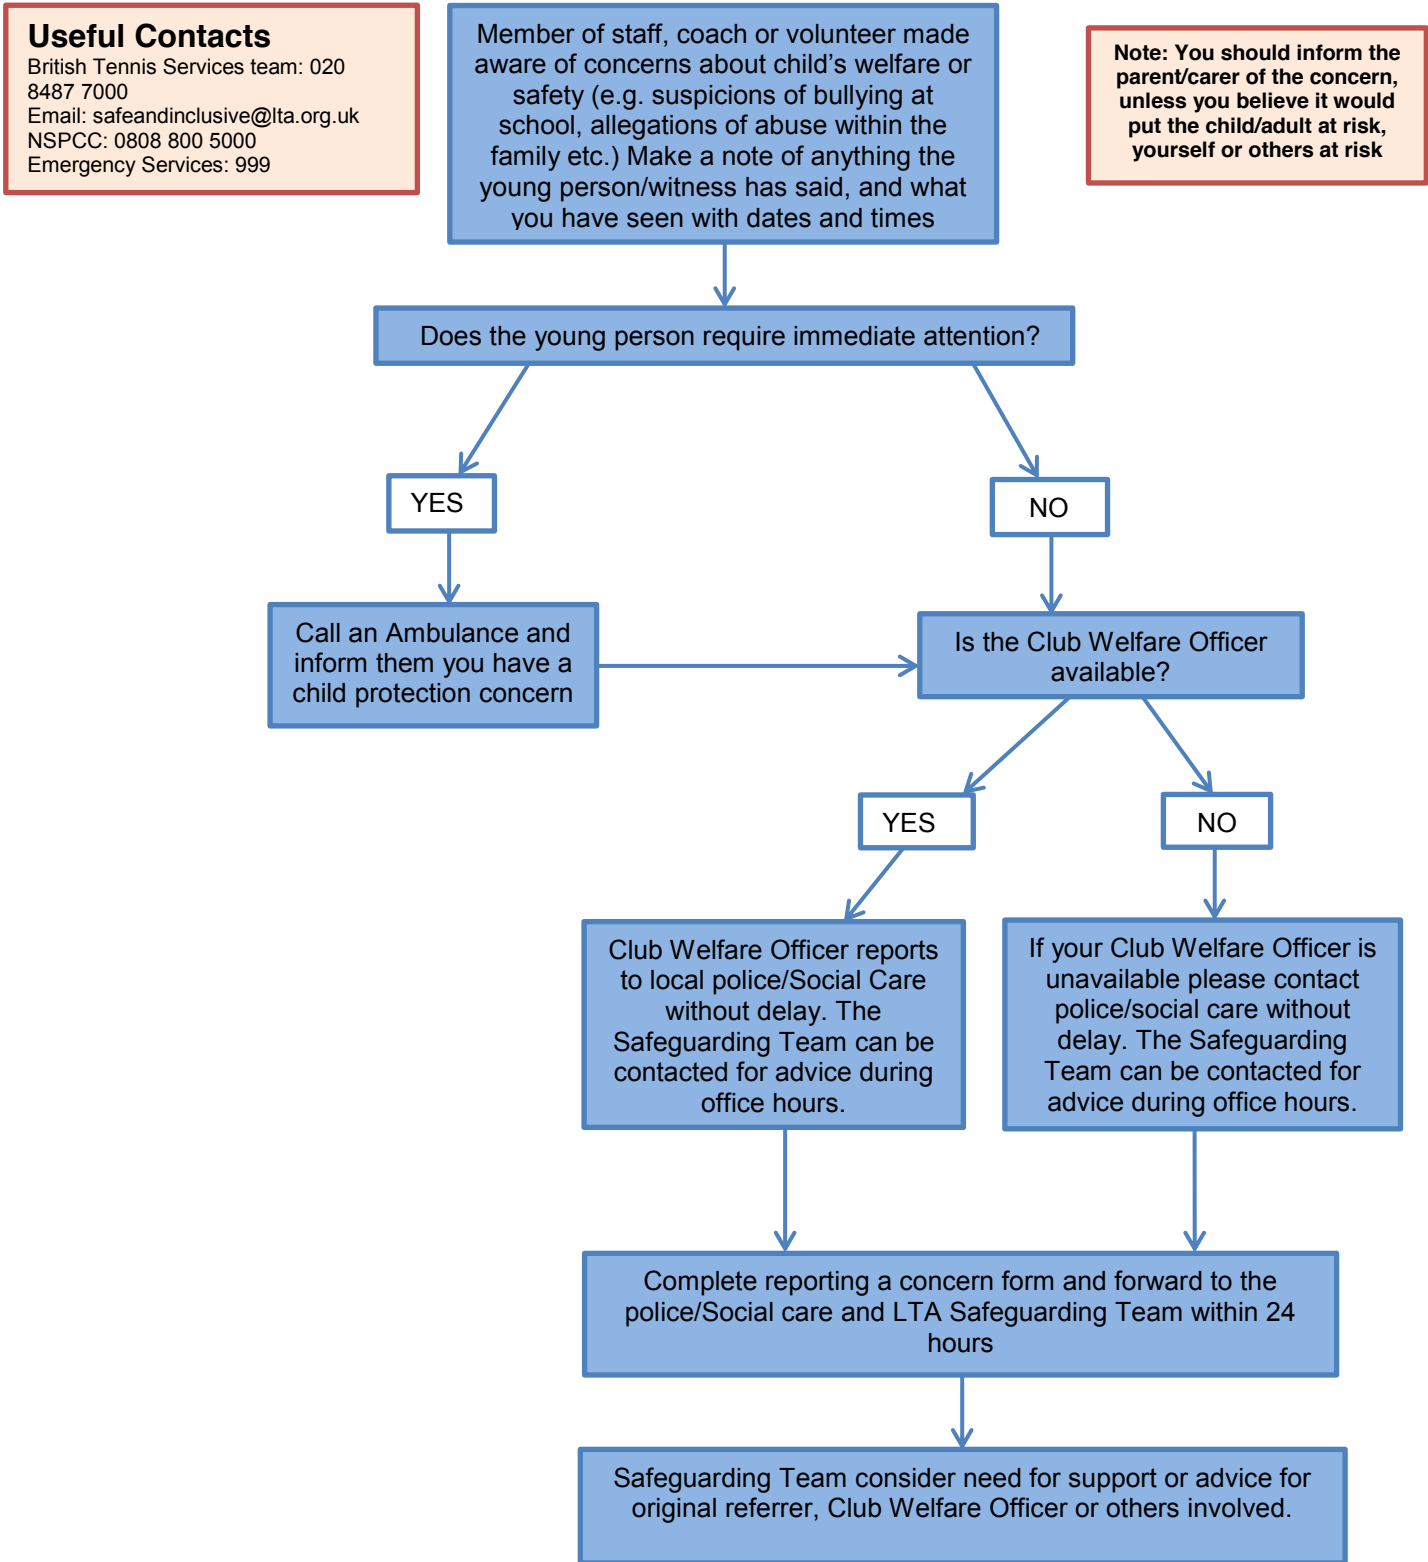 Useful Contacts
British Tennis Services team: 020
8487 7000
Email: safeandinclusive@lta.org.uk
NSPCC: 0808 800 5000
Emergency Services: 999
Member of staff, coach or volunteer made
aware of concerns about child’s welfare or
safety (e.g. suspicions of bullying at
school, allegations of abuse within the
family etc.) Make a note of anything the
young person/witness has said, and what
you have seen with dates and times
Note: You should inform the
parent/carer of the concern,
unless you believe it would
put the child/adult at risk,
yourself or others at risk
Does the young person require immediate attention?
YES
NO
Call an Ambulance and
inform them you have a
child protection concern
Is the Club Welfare Officer
available?
YES
NO
Club Welfare Officer reports
to local police/Social Care
without delay. The
Safeguarding Team can be
contacted for advice during
office hours.
If your Club Welfare Officer is
unavailable please contact
police/social care without
delay. The Safeguarding
Team can be contacted for
advice during office hours.
Complete reporting a concern form and forward to the
police/Social care and LTA Safeguarding Team within 24
hours
Safeguarding Team consider need for support or advice for
original referrer, Club Welfare Officer or others involved.